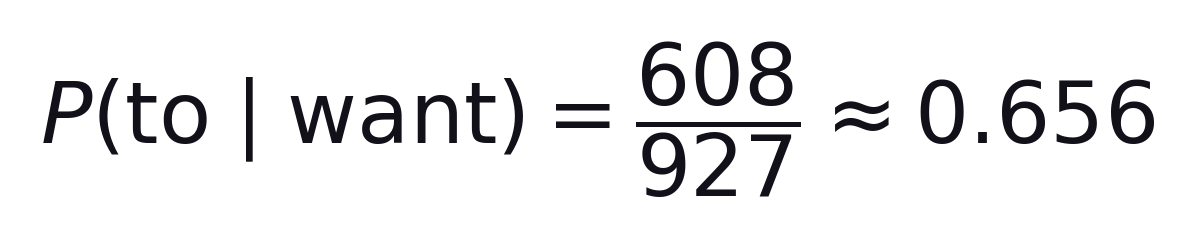 P(to | want) = 608/927 ≈ 0.656